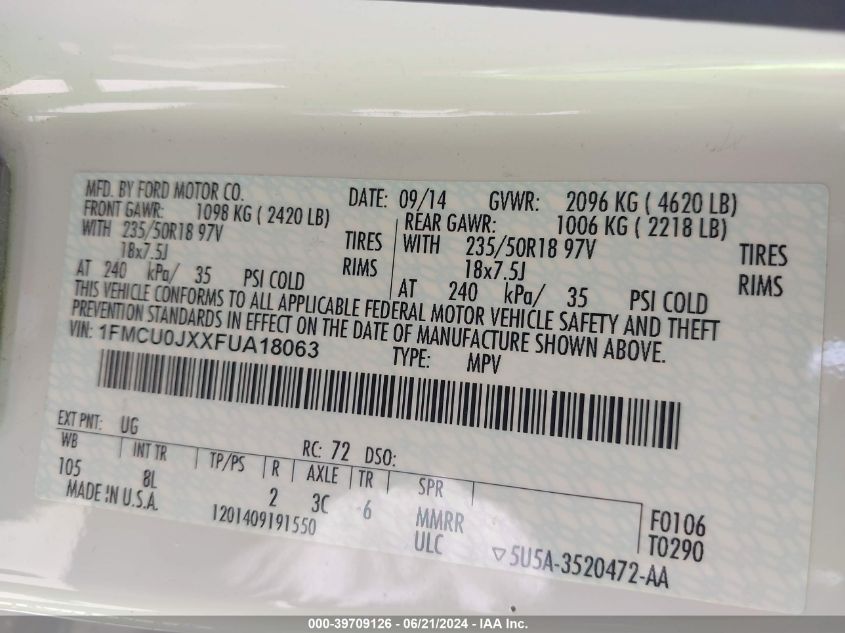 MFD. BY FORD MOTOR CO.
DATE: 09/14 GVWR: 2096 KG ( 4620 LB)
FRONT GAWR: 1098 KG ( 2420 LB)
WITH 235/50R18 97V TIRES
18x7.5J RIMS
AT 240 kPa/ 35 PSI COLD
REAR GAWR: 1006 KG ( 2218 LB)
WITH 235/50R18 97V TIRES
18x7.5J RIMS
AT 240 kPa/ 35 PSI COLD
THIS VEHICLE CONFORMS TO ALL APPLICABLE FEDERAL MOTOR VEHICLE SAFETY AND THEFT
PREVENTION STANDARDS IN EFFECT ON THE DATE OF MANUFACTURE SHOWN ABOVE.
VIN: 1FMCU0JXXFUA18063
TYPE: MPV
EXT PNT: UG RC: 72 DSO:
WB INT TR TP/PS R AXLE TR SPR
105 8L 2 3C 6 MMRR F0106
MADE IN U.S.A. 1201409191550 ULC T0290
▽5U5A-3520472-AA
000-39709126 - 06/21/2024 - IAA Inc.